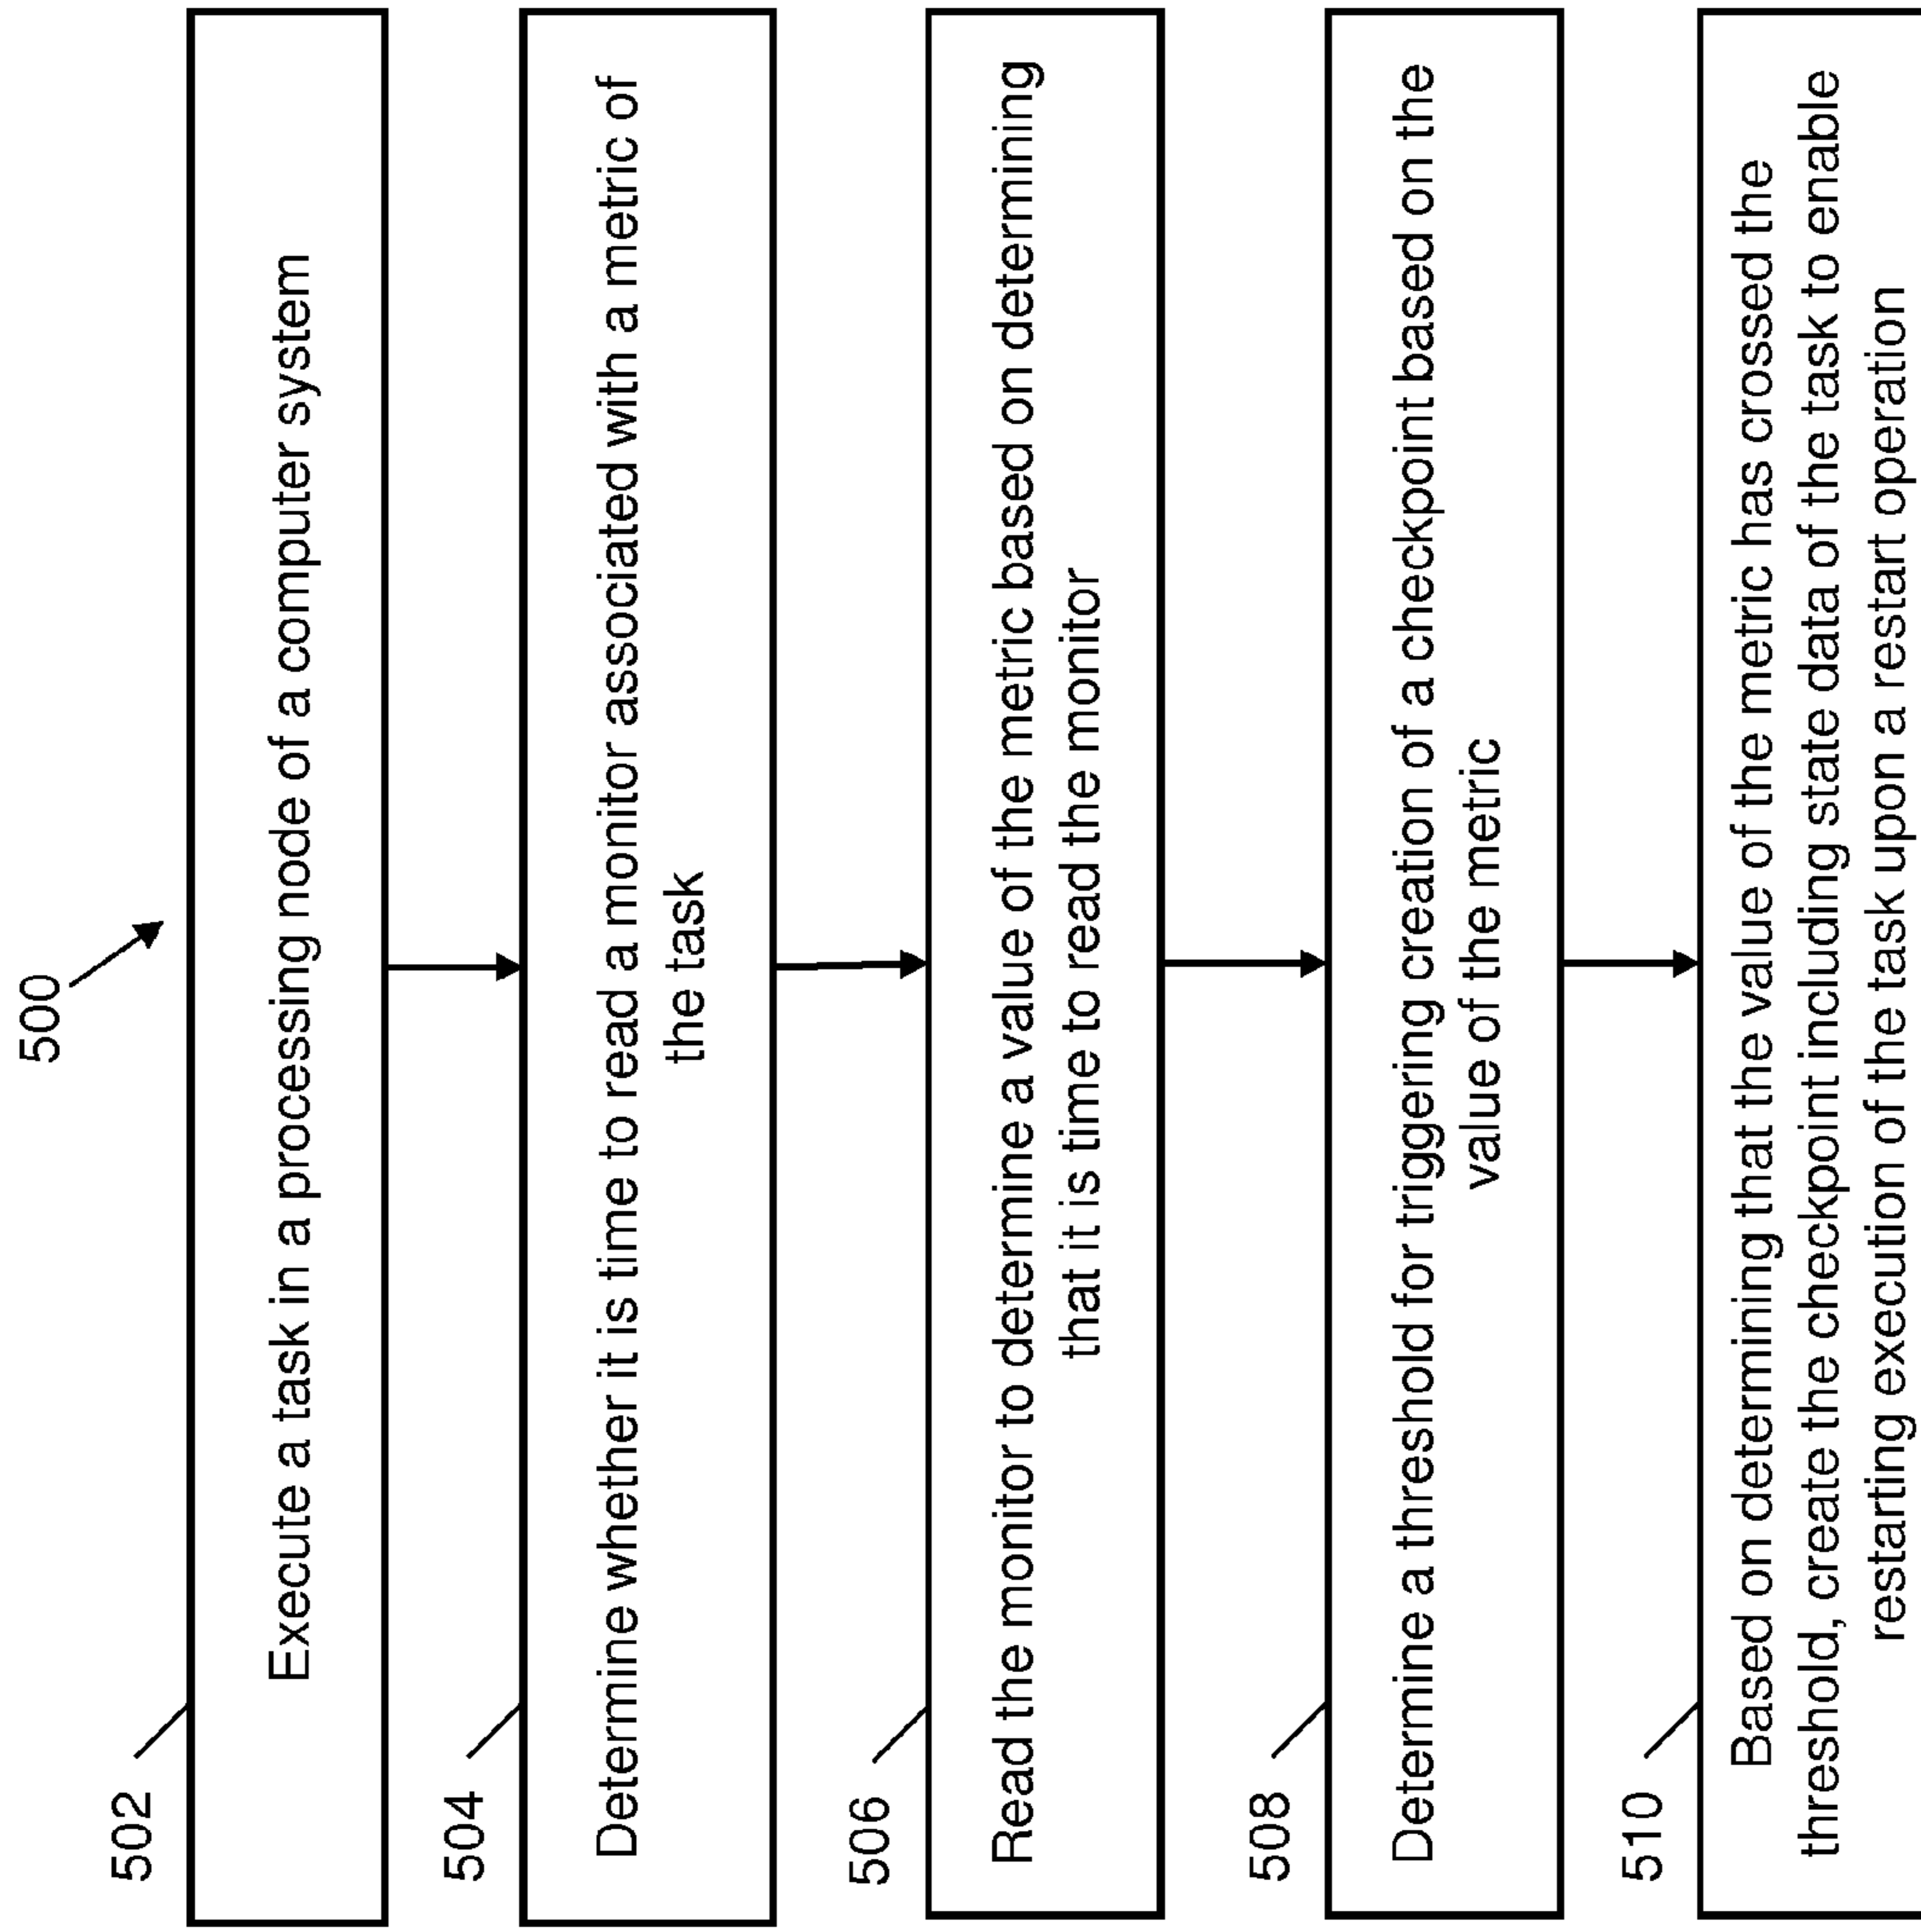 500
502
Execute a task in a processing node of a computer system
504
Determine whether it is time to read a monitor associated with a metric of
the task
506
Read the monitor to determine a value of the metric based on determining
that it is time to read the monitor
508
Determine a threshold for triggering creation of a checkpoint based on the
value of the metric
510
Based on determining that the value of the metric has crossed the
threshold, create the checkpoint including state data of the task to enable
restarting execution of the task upon a restart operation